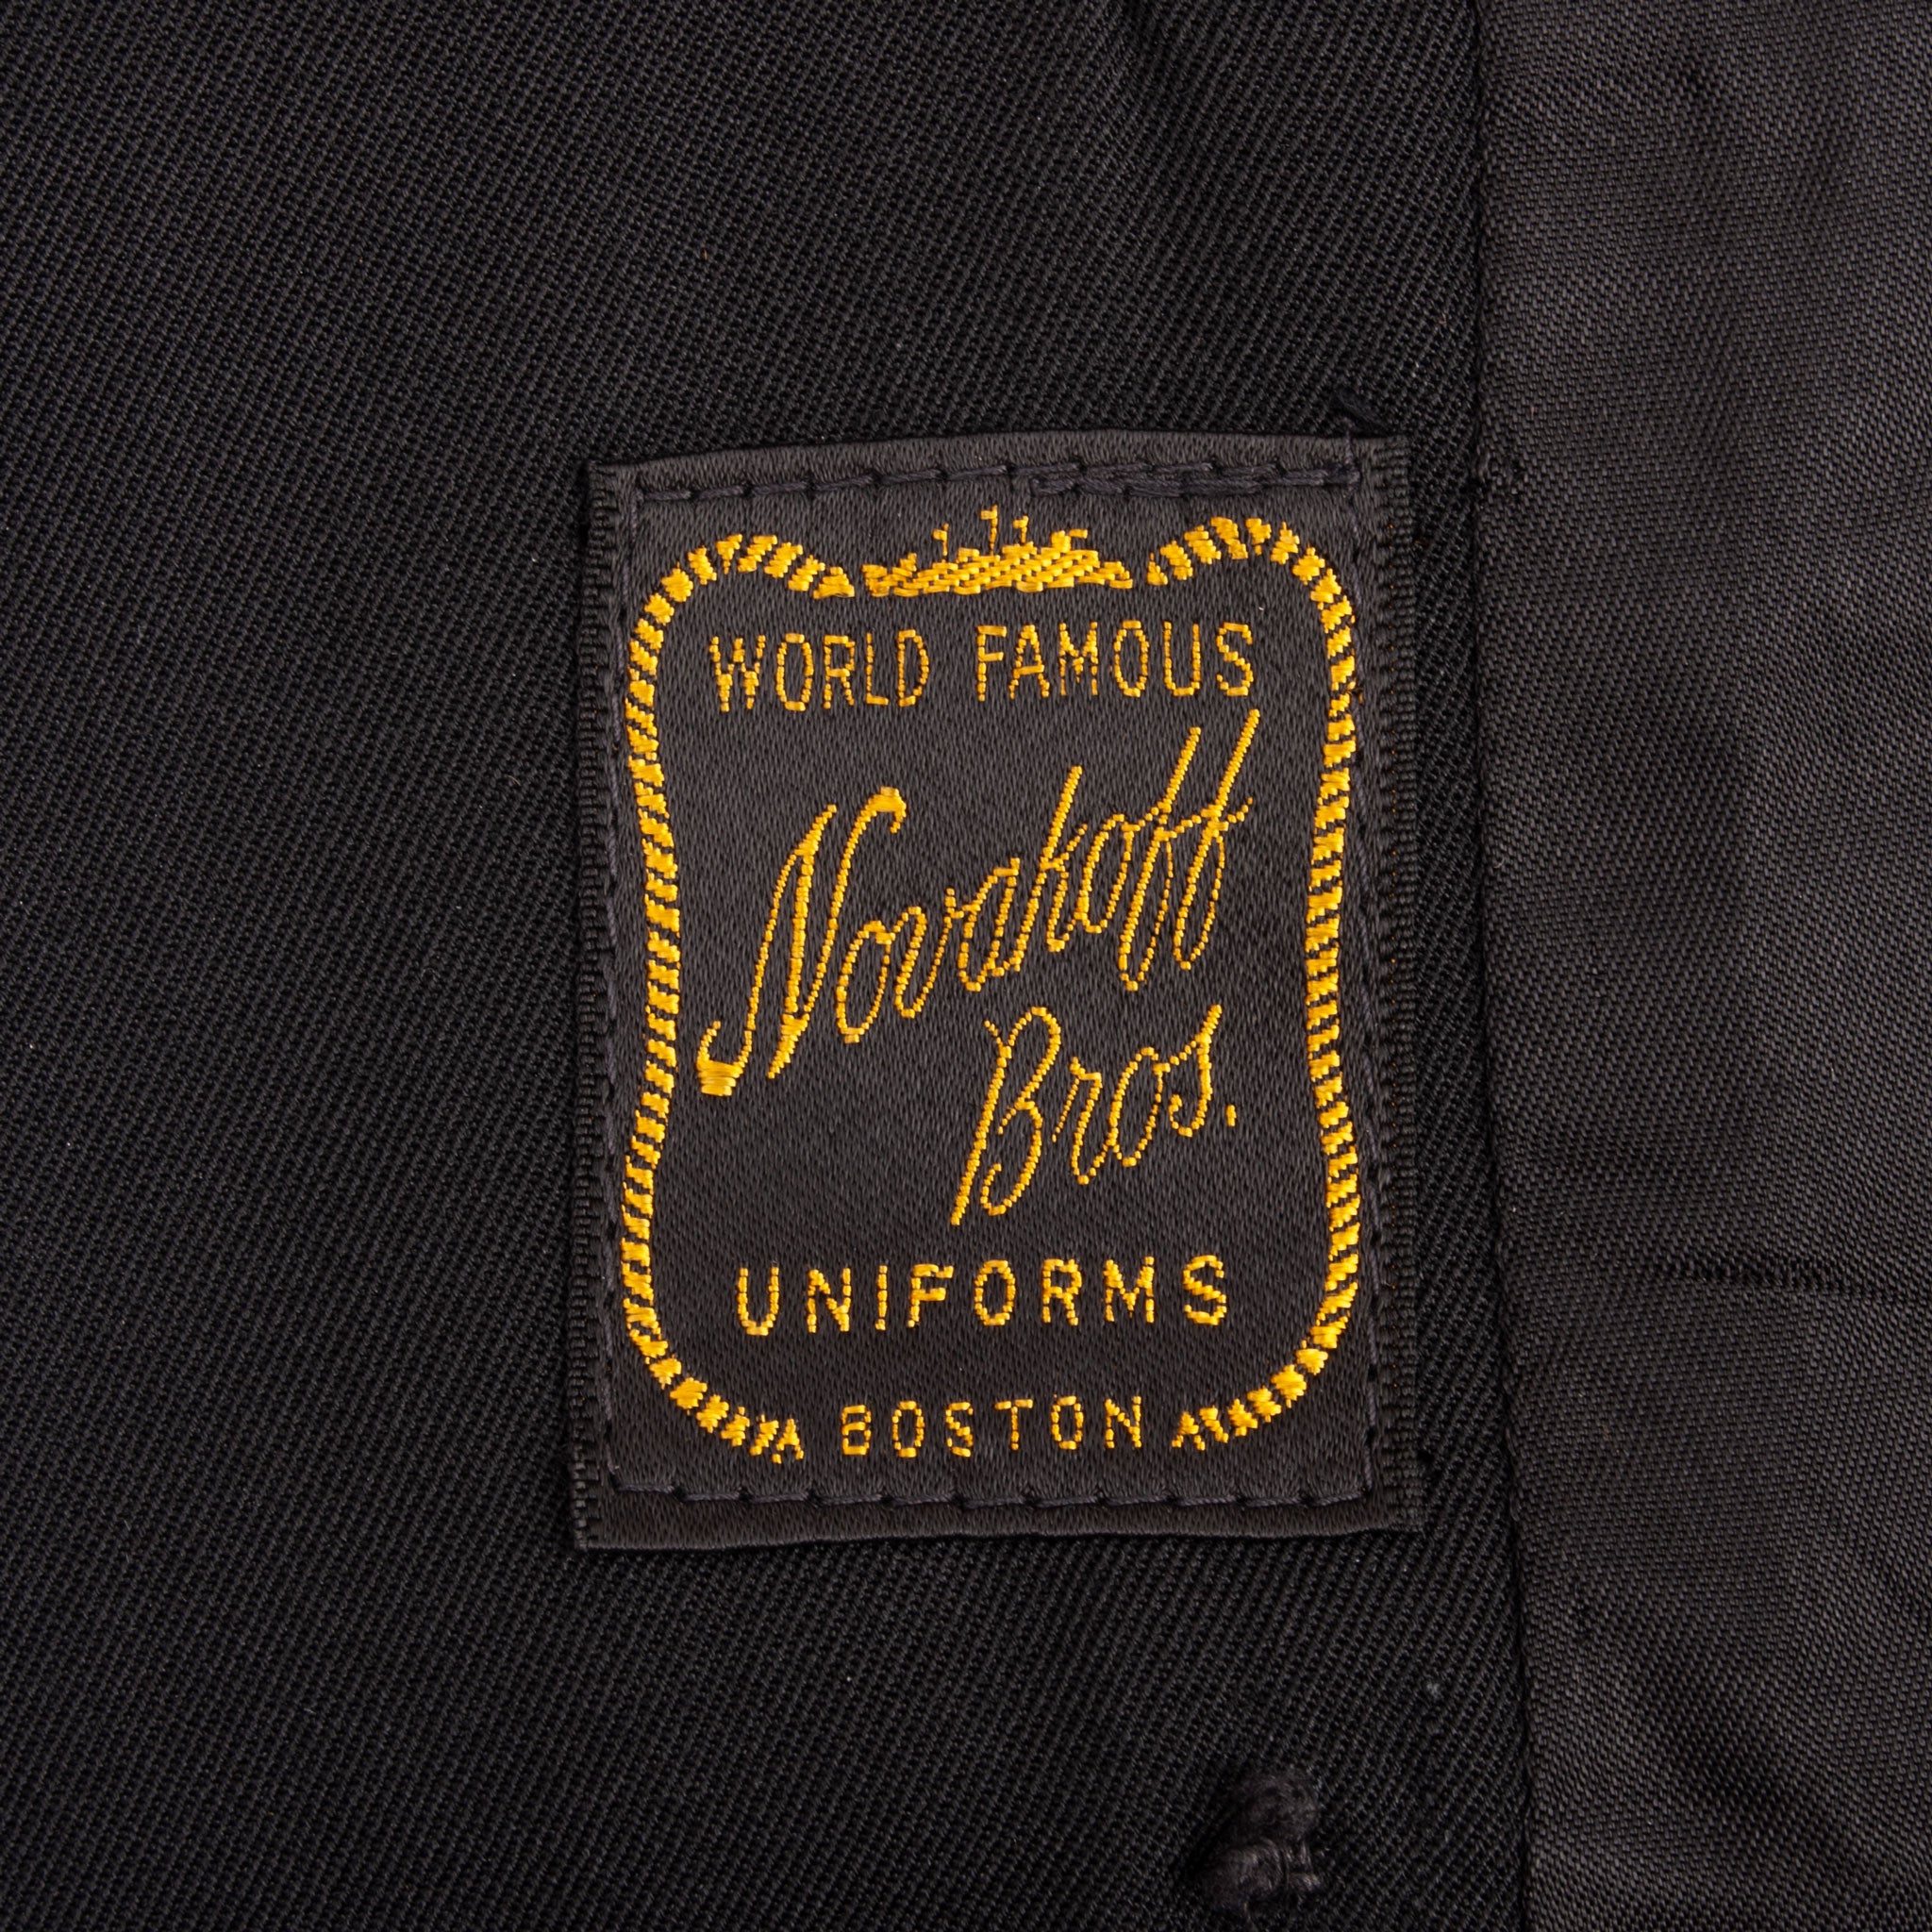 WORLD FAMOUS
Novakoff
Bros.
UNIFORMS
BOSTON